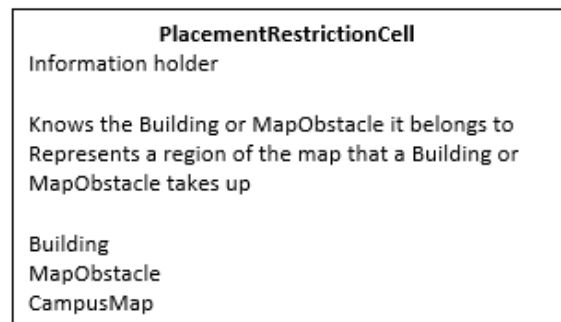 PlacementRestrictionCell
Information holder
Knows the Building or MapObstacle it belongs to
Represents a region of the map that a Building or
MapObstacle takes up
Building
MapObstacle
CampusMap